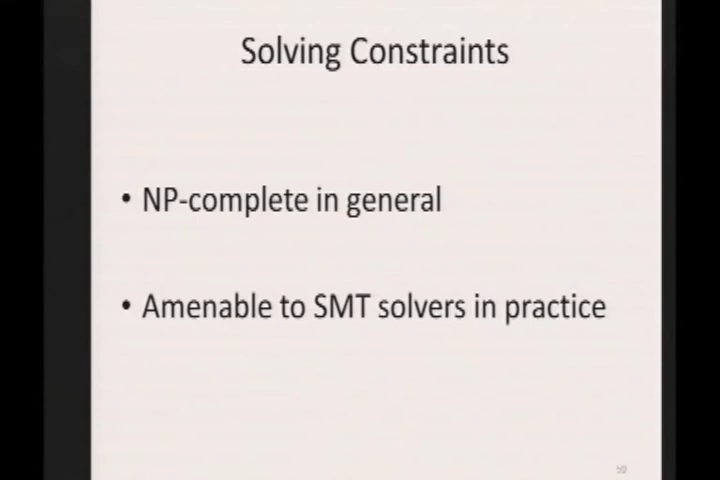 Solving Constraints
• NP-complete in general
• Amenable to SMT solvers in practice